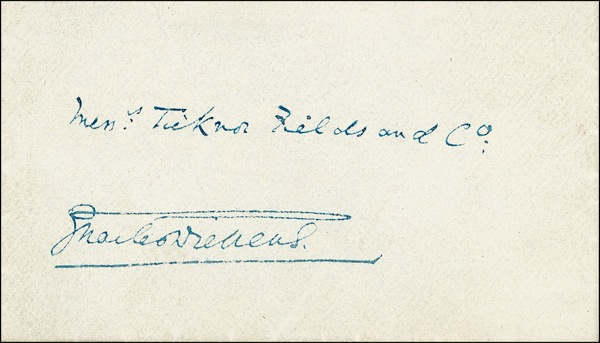 Mess.rs Ticknor Fields and Co.
Charles Dickens.